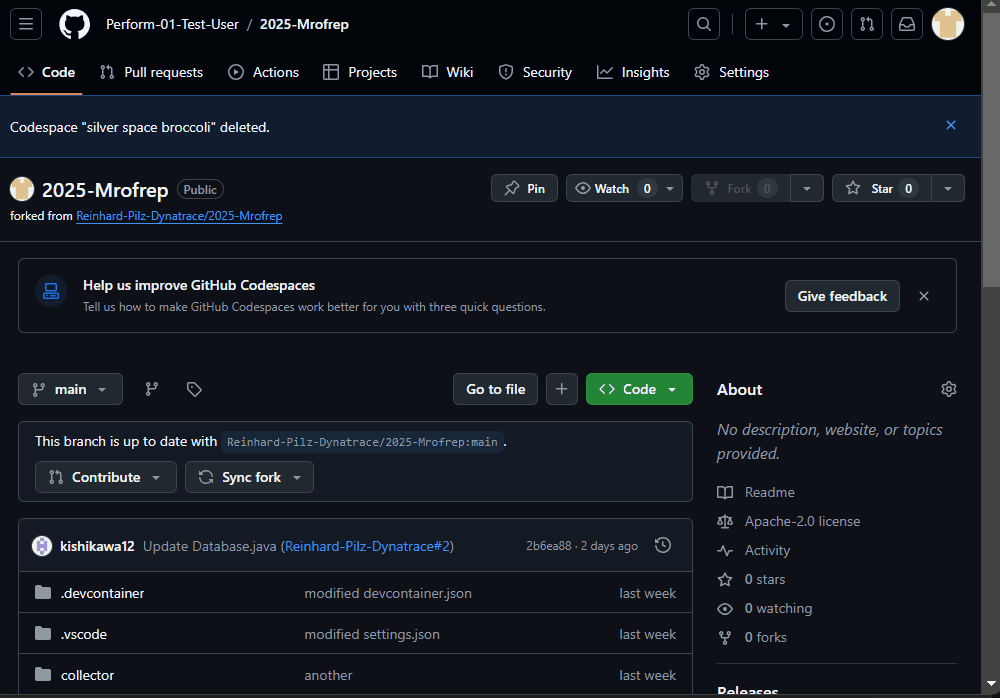 Perform-01-Test-User / 2025-Mrofrep
Code Pull requests Actions Projects Wiki Security Insights Settings
Codespace "silver space broccoli" deleted.
2025-Mrofrep Public
Pin Watch 0 Fork 0 Star 0
forked from Reinhard-Pilz-Dynatrace/2025-Mrofrep
Help us improve GitHub Codespaces
Tell us how to make GitHub Codespaces work better for you with three quick questions.
Give feedback
main Go to file Code
This branch is up to date with Reinhard-Pilz-Dynatrace/2025-Mrofrep:main .
Contribute Sync fork
kishikawa12 Update Database.java (Reinhard-Pilz-Dynatrace#2) 2b6ea88 · 2 days ago
.devcontainer modified devcontainer.json last week
.vscode modified settings.json last week
collector another last week
About
No description, website, or topics
provided.
Readme
Apache-2.0 license
Activity
0 stars
0 watching
0 forks
Releases